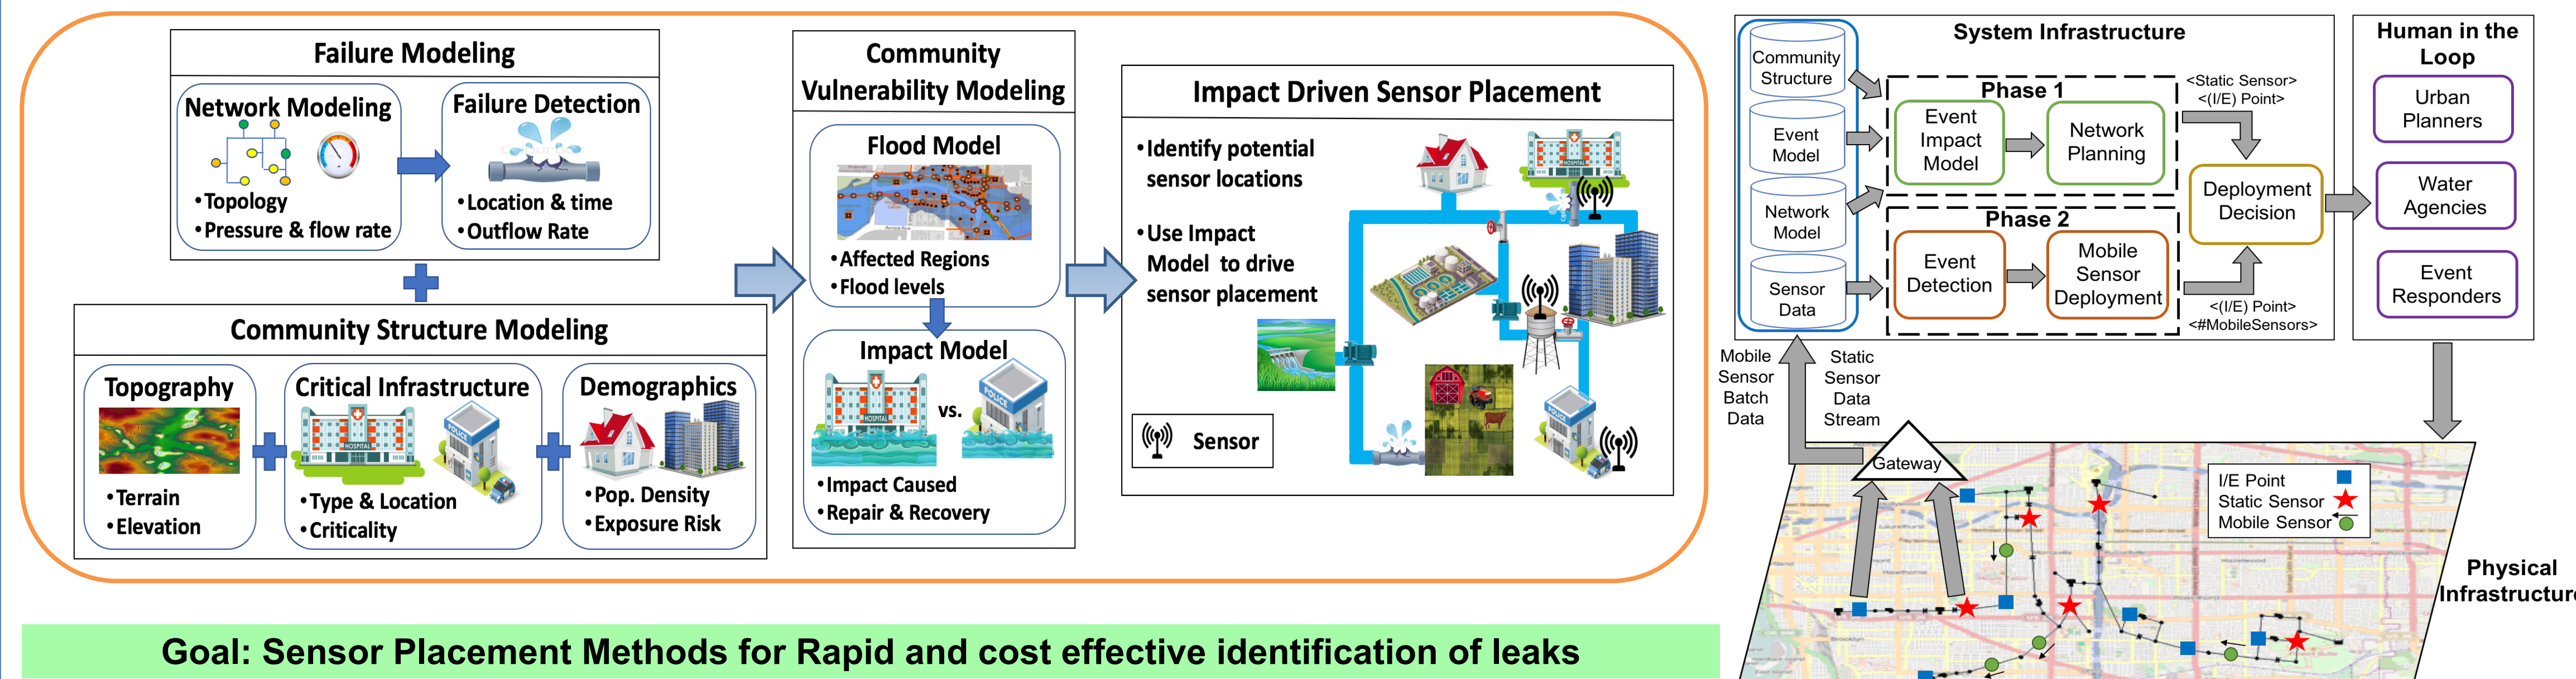 Failure Modeling
Network Modeling
•Topology
•Pressure & flow rate
Failure Detection
•Location & time
•Outflow Rate
Community Structure Modeling
Topography
•Terrain
•Elevation
Critical Infrastructure
HOSPITAL
POLICE
•Type & Location
•Criticality
Demographics
•Pop. Density
•Exposure Risk
Community
Vulnerability Modeling
Flood Model
•Affected Regions
•Flood levels
Impact Model
HOSPITAL
vs.
POLICE
•Impact Caused
•Repair & Recovery
Impact Driven Sensor Placement
•Identify potential
sensor locations
•Use Impact
Model to drive
sensor placement
HOSPITAL
POLICE
Sensor
Goal: Sensor Placement Methods for Rapid and cost effective identification of leaks
System Infrastructure
Community
Structure
Event
Model
Network
Model
Sensor
Data
Phase 1
Event
Impact
Model
Network
Planning
Phase 2
Event
Detection
Mobile
Sensor
Deployment
<Static Sensor>
<(I/E) Point>
Deployment
Decision
<(I/E) Point>
<#MobileSensors>
Human in the
Loop
Urban
Planners
Water
Agencies
Event
Responders
Mobile
Sensor
Batch
Data
Static
Sensor
Data
Stream
Gateway
I/E Point
Static Sensor
Mobile Sensor
Physical
Infrastructure